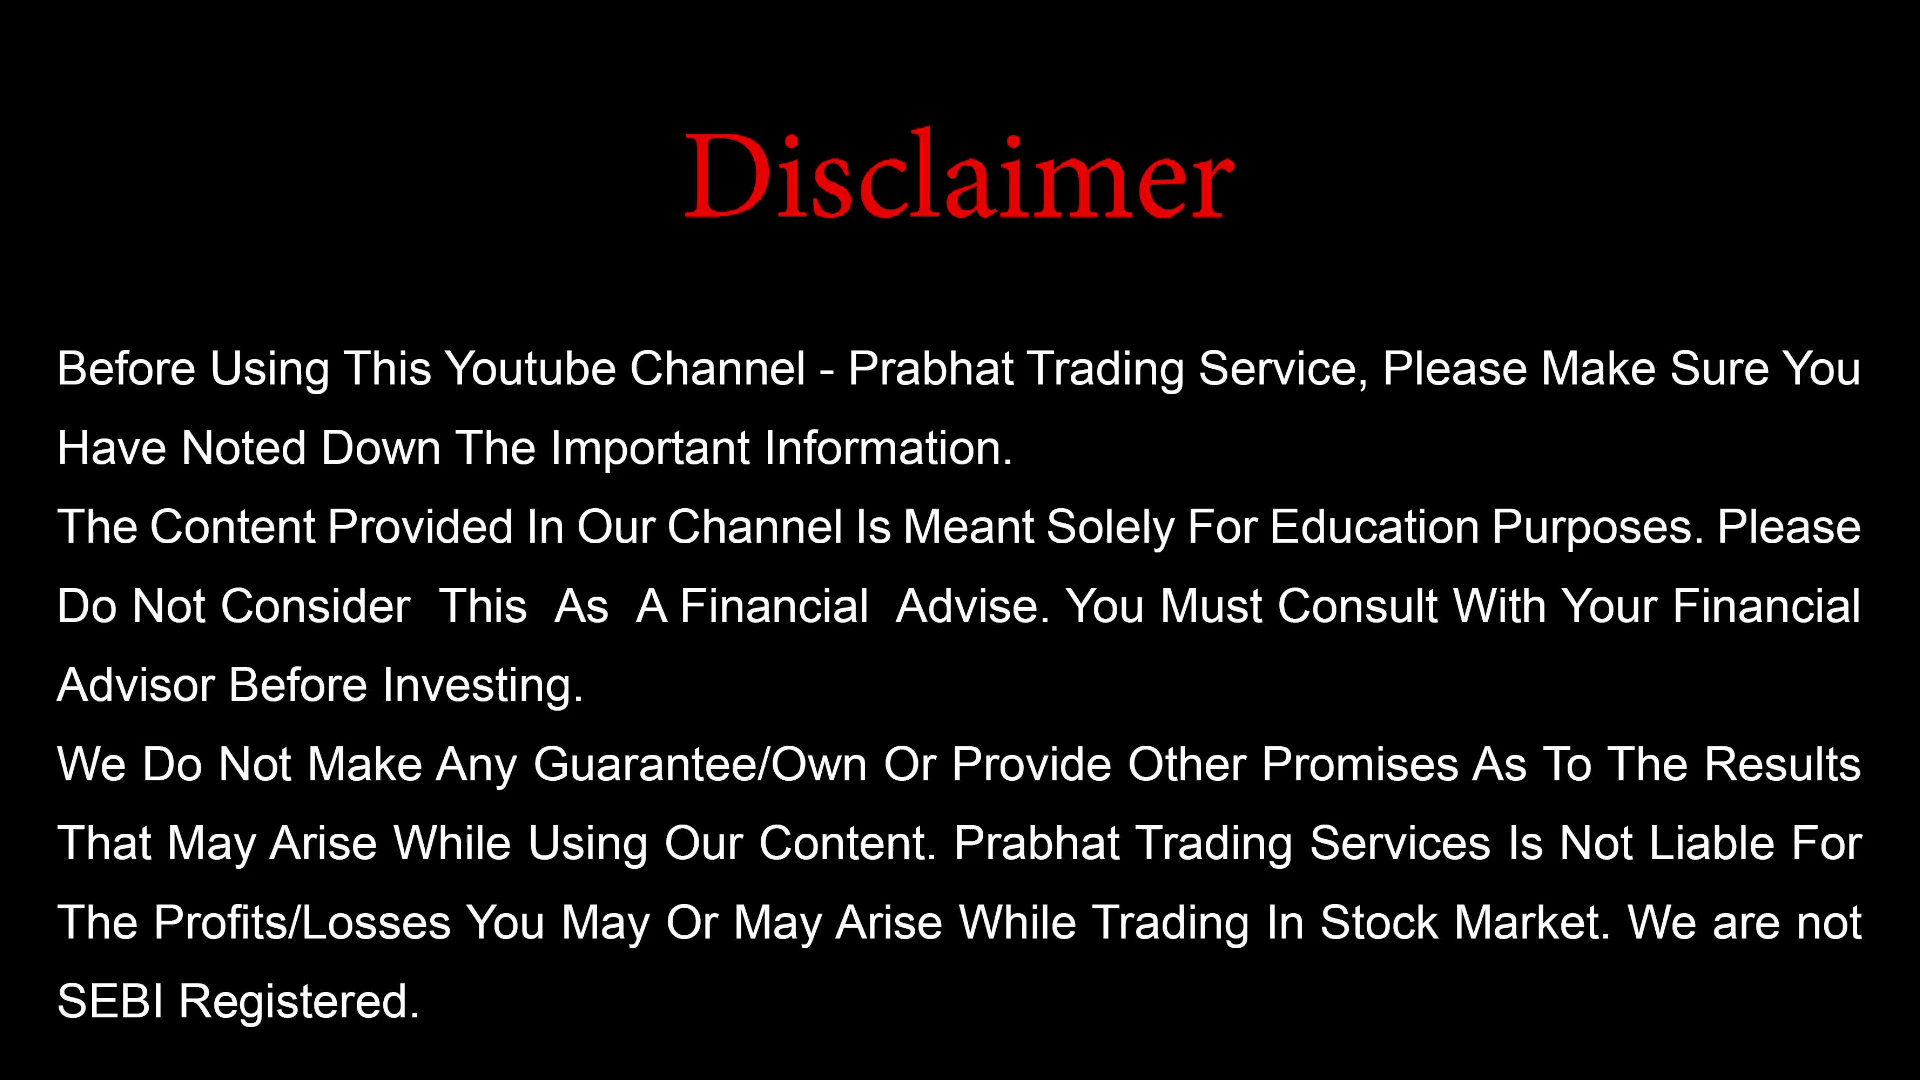 Disclaimer
Before Using This Youtube Channel - Prabhat Trading Service, Please Make Sure You
Have Noted Down The Important Information.
The Content Provided In Our Channel Is Meant Solely For Education Purposes. Please
Do Not Consider This As A Financial Advise. You Must Consult With Your Financial
Advisor Before Investing.
We Do Not Make Any Guarantee/Own Or Provide Other Promises As To The Results
That May Arise While Using Our Content. Prabhat Trading Services Is Not Liable For
The Profits/Losses You May Or May Arise While Trading In Stock Market. We are not
SEBI Registered.